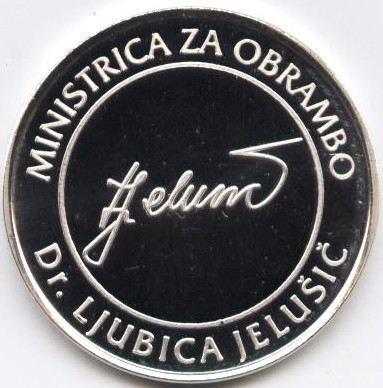 MINISTRICA ZA OBRAMBO
Dr. LJUBICA JELUŠIČ